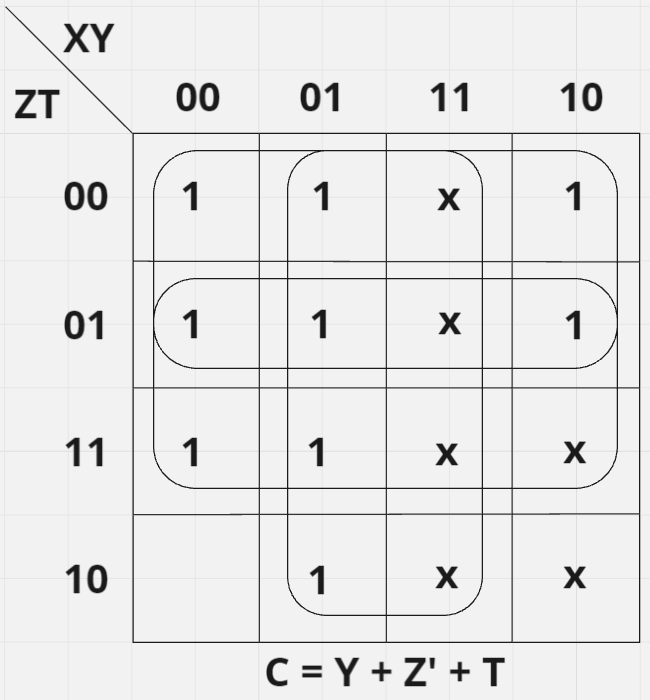 XY
ZT
00 01 11 10
00 1 1 x 1
01 1 1 x 1
11 1 1 x x
10 1 x x
C = Y + Z' + T